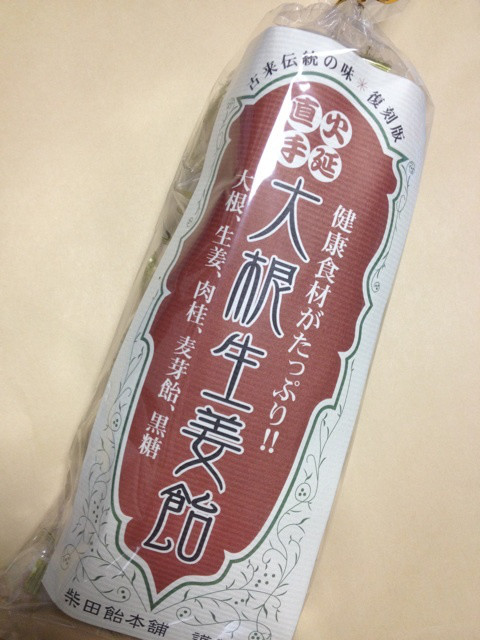 古来伝統の味✳復刻版
直火
手延
健康食材がたっぷり!!
大根生姜飴
大根、生姜、肉桂、麦芽飴、黒糖
柴田飴本舗 謹